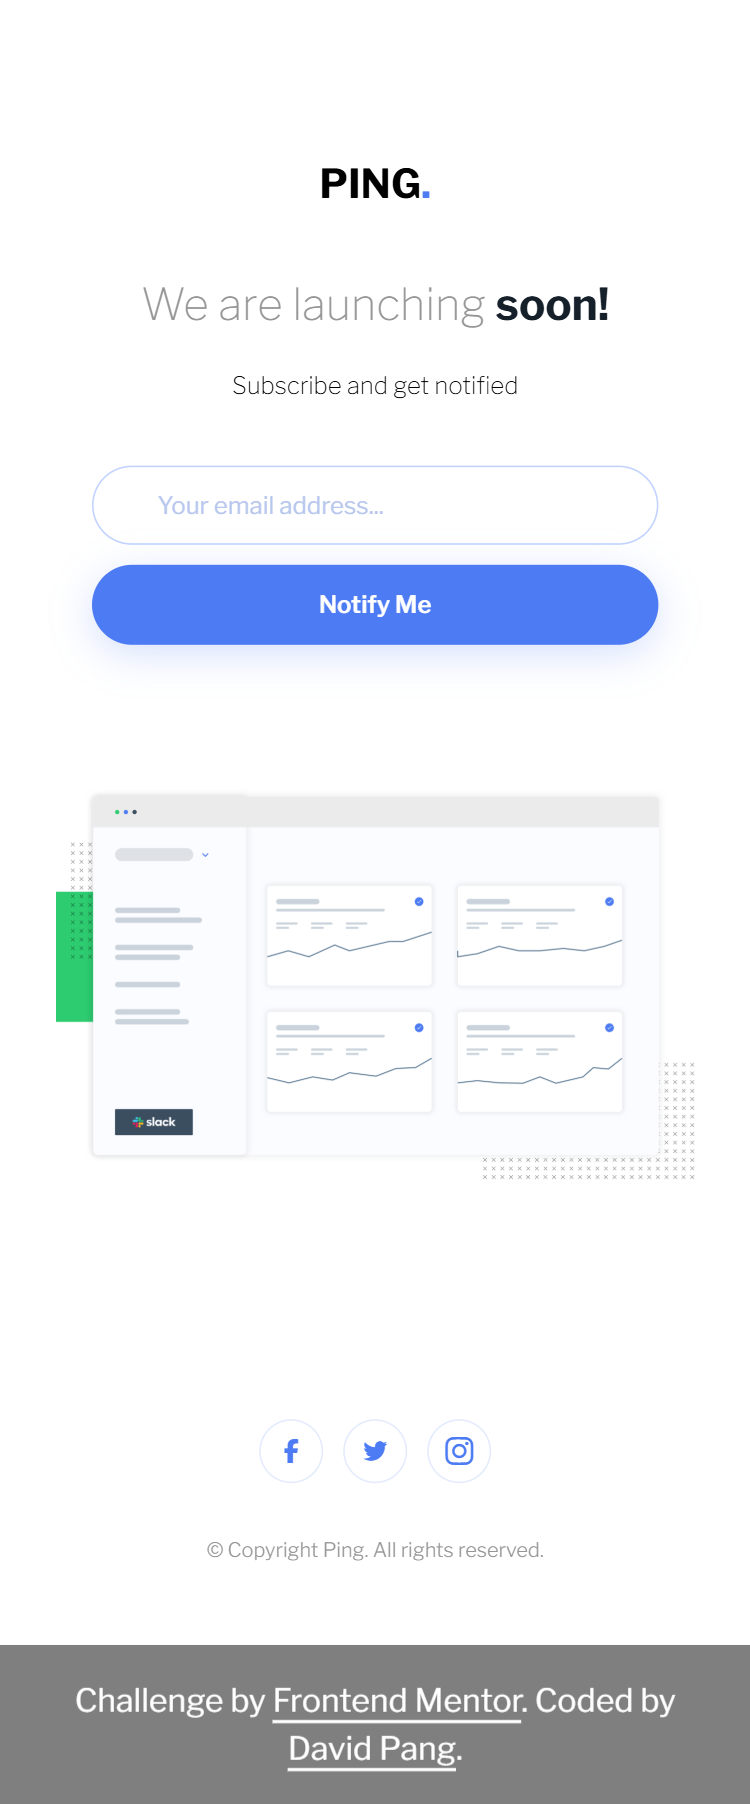 PING.
We are launching soon!
Subscribe and get notified
Your email address...
Notify Me
slack
© Copyright Ping. All rights reserved.
Challenge by Frontend Mentor. Coded by
David Pang.